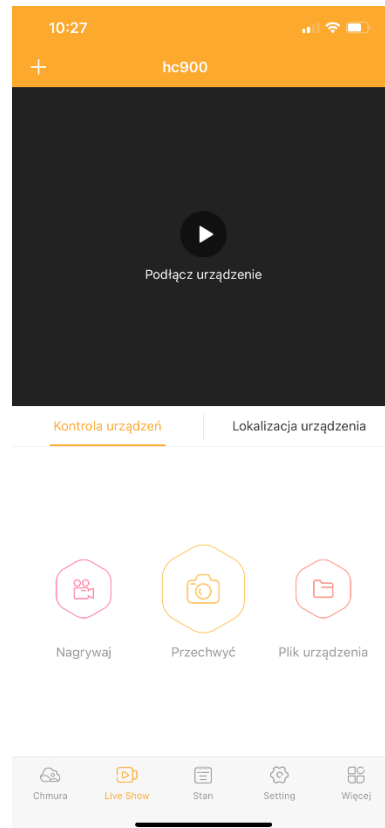 10:27
hc900
Podłącz urządzenie
Kontrola urządzeń
Lokalizacja urządzenia
Nagrywaj
Przechwyć
Plik urządzenia
Chmura
Live Show
Stan
Setting
Więcej